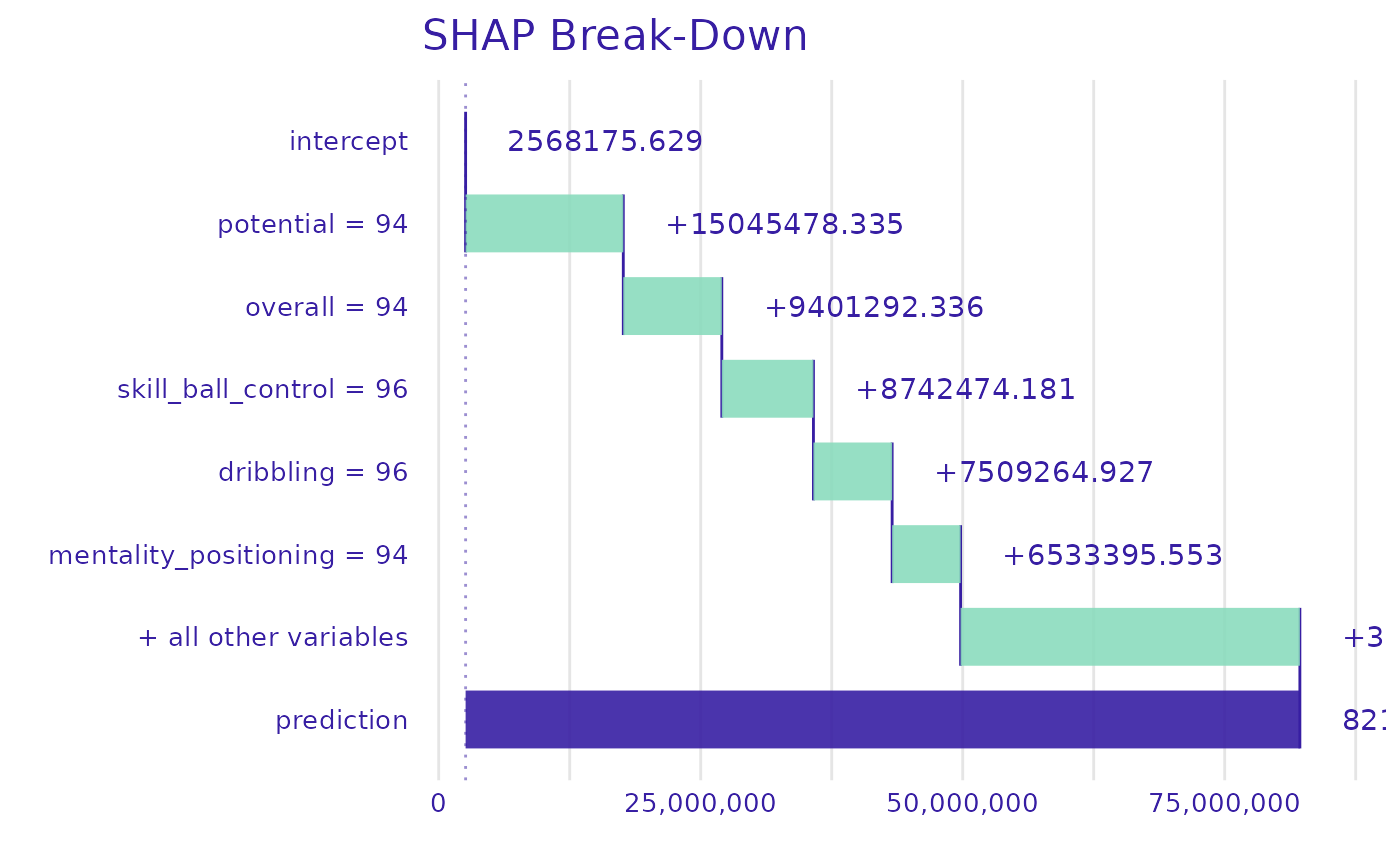 SHAP Break-Down
intercept 2568175.629
potential = 94 +15045478.335
overall = 94 +9401292.336
skill_ball_control = 96 +8742474.181
dribbling = 96 +7509264.927
mentality_positioning = 94 +6533395.553
+ all other variables +3
prediction 821
0 25,000,000 50,000,000 75,000,000